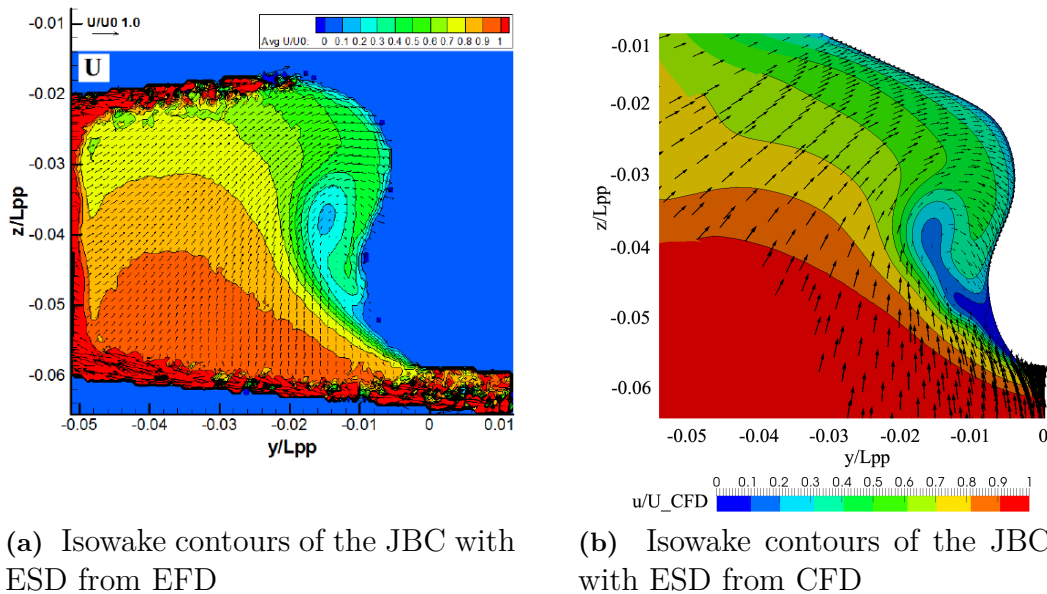 U/U0 1.0
Avg U/U0: 0 0.1 0.2 0.3 0.4 0.5 0.6 0.7 0.8 0.9 1
U
-0.01
-0.02
-0.03
-0.04
-0.05
-0.06
z/Lpp
-0.05 -0.04 -0.03 -0.02 -0.01 0 0.01
y/Lpp
-0.01
-0.02
-0.03
-0.04
-0.05
-0.06
z/Lpp
-0.05 -0.04 -0.03 -0.02 -0.01 0
y/Lpp
u/U_CFD
0 0.1 0.2 0.3 0.4 0.5 0.6 0.7 0.8 0.9 1
(a) Isowake contours of the JBC with
ESD from EFD
(b) Isowake contours of the JBC
with ESD from CFD